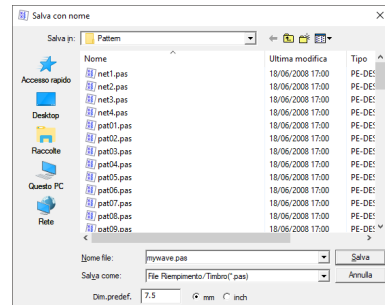 Salva con nome
Salva in: Pattern
Nome Ultima modifica Tipo
net1.pas 18/06/2008 17:00 PE-DES
net2.pas 18/06/2008 17:00 PE-DES
net3.pas 18/06/2008 17:00 PE-DES
net4.pas 18/06/2008 17:00 PE-DES
pat01.pas 18/06/2008 17:00 PE-DES
pat02.pas 18/06/2008 17:00 PE-DES
pat03.pas 18/06/2008 17:00 PE-DES
pat04.pas 18/06/2008 17:00 PE-DES
pat05.pas 18/06/2008 17:00 PE-DES
pat06.pas 18/06/2008 17:00 PE-DES
pat07.pas 18/06/2008 17:00 PE-DES
pat08.pas 18/06/2008 17:00 PE-DES
pat09.pas 18/06/2008 17:00 PE-DES
Accesso rapido
Desktop
Raccolte
Questo PC
Rete
Nome file: mywave.pas Salva
Salva come: File Riempimento/Timbro(*.pas) Annulla
Dim.predef. 7.5 mm inch